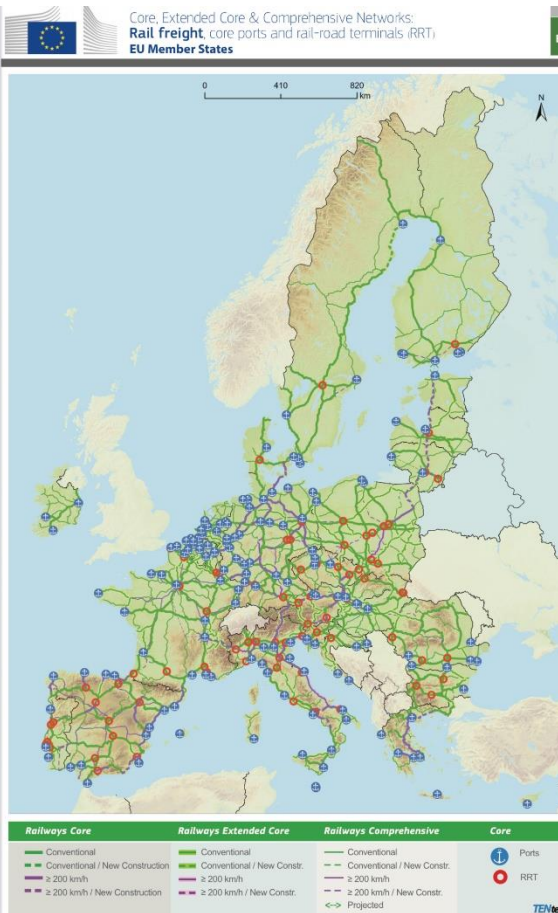 Core, Extended Core & Comprehensive Networks:
Rail freight, core ports and rail-road terminals (RRT)
EU Member States
0 410 820
km
N
Railways Core
Conventional
Conventional / New Construction
≥ 200 km/h
≥ 200 km/h / New Construction
Railways Extended Core
Conventional
Conventional / New Constr.
≥ 200 km/h
≥ 200 km/h / New Constr.
Railways Comprehensive
Conventional
Conventional / New Constr.
≥ 200 km/h
≥ 200 km/h / New Constr.
Projected
Core
Ports
RRT